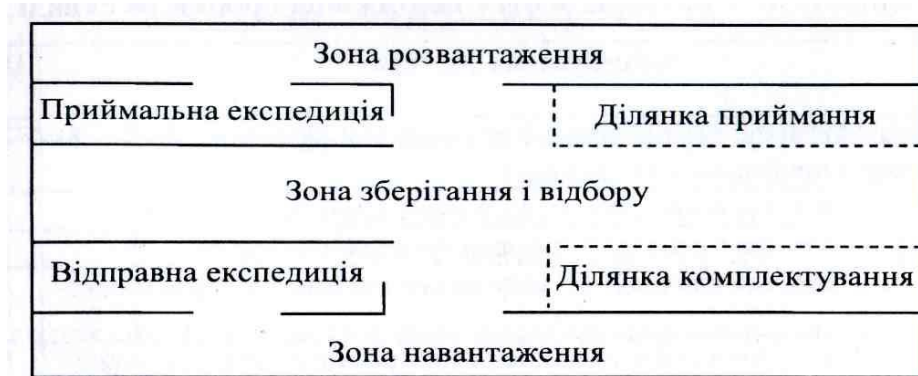 Зона розвантаження
Приймальна експедиція Ділянка приймання
Зона зберігання і відбору
Відправна експедиція Ділянка комплектування
Зона навантаження